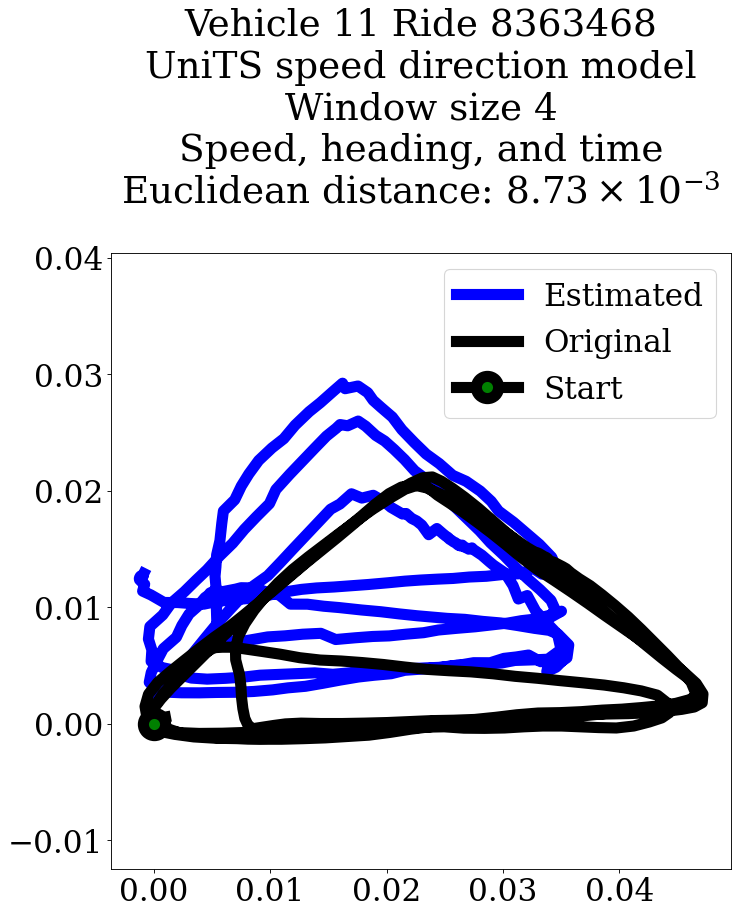 Vehicle 11 Ride 8363468
UniTS speed direction model
Window size 4
Speed, heading, and time
Euclidean distance: 8.73 × 10⁻³
Estimated
Original
Start
0.04
0.03
0.02
0.01
0.00
−0.01
0.00 0.01 0.02 0.03 0.04